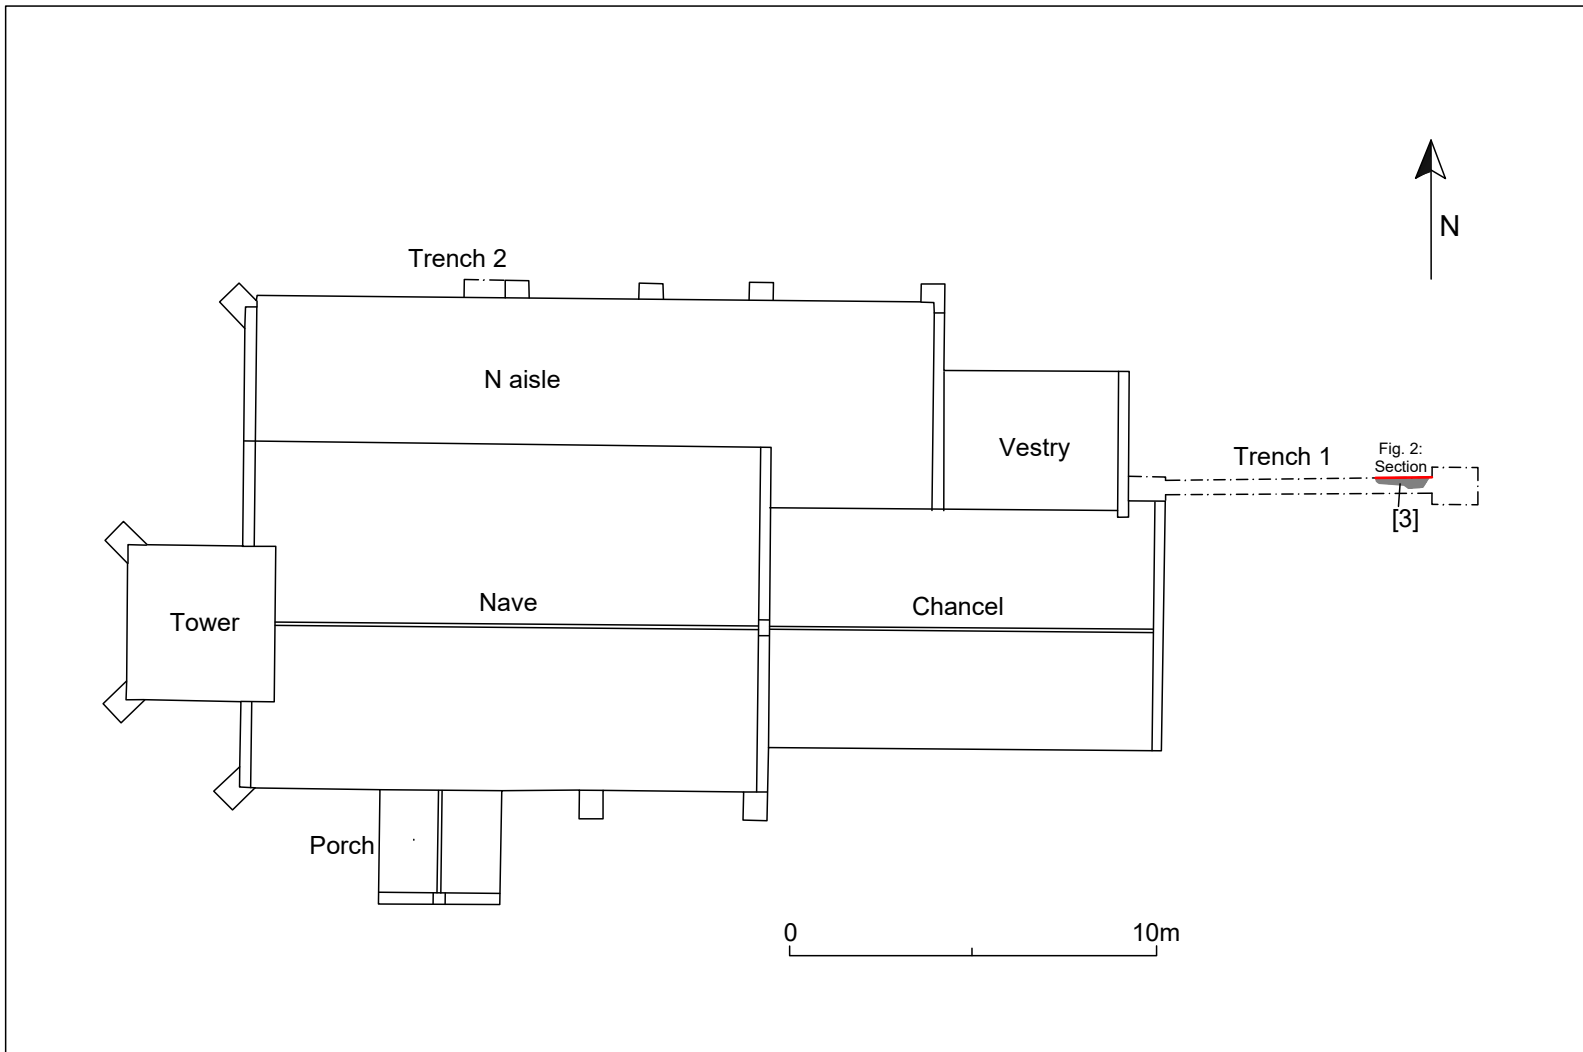 N
Trench 2
N aisle
Vestry
Trench 1
Fig. 2:
Section
[3]
Nave
Chancel
Tower
Porch
0
10m